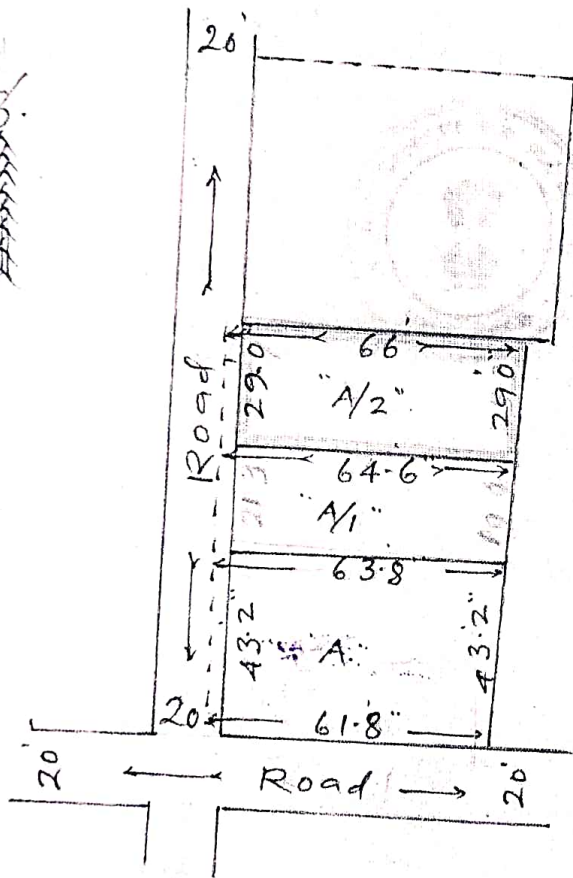 20'
66'
29.0
29.0"
"A/2"
Road
64-6"
"A/1"
63.8
43.2"
43.2"
A.
20
61.8"
20'
Road
20'